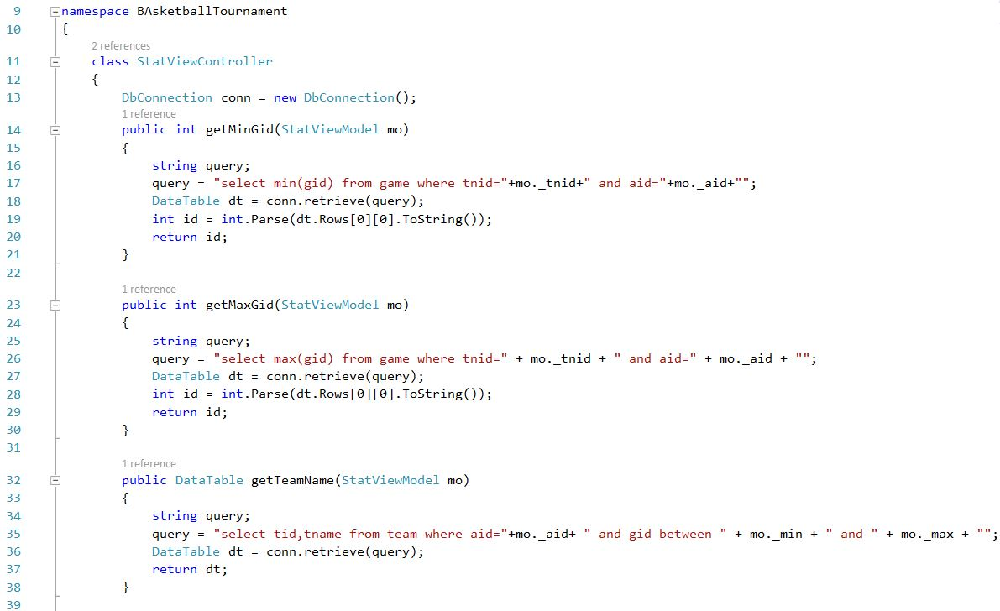 9 namespace BAsketballTournament
10 {
2 references
11 class StatViewController
12 {
13 DbConnection conn = new DbConnection();
1 reference
14 public int getMinGid(StatViewModel mo)
15 {
16 string query;
17 query = "select min(gid) from game where tnid="+mo._tnid+" and aid="+mo._aid+"";
18 DataTable dt = conn.retrieve(query);
19 int id = int.Parse(dt.Rows[0][0].ToString());
20 return id;
21 }
22
1 reference
23 public int getMaxGid(StatViewModel mo)
24 {
25 string query;
26 query = "select max(gid) from game where tnid=" + mo._tnid + " and aid=" + mo._aid + "";
27 DataTable dt = conn.retrieve(query);
28 int id = int.Parse(dt.Rows[0][0].ToString());
29 return id;
30 }
31
1 reference
32 public DataTable getTeamName(StatViewModel mo)
33 {
34 string query;
35 query = "select tid,tname from team where aid="+mo._aid+ " and gid between " + mo._min + " and " + mo._max + "";
36 DataTable dt = conn.retrieve(query);
37 return dt;
38 }
39